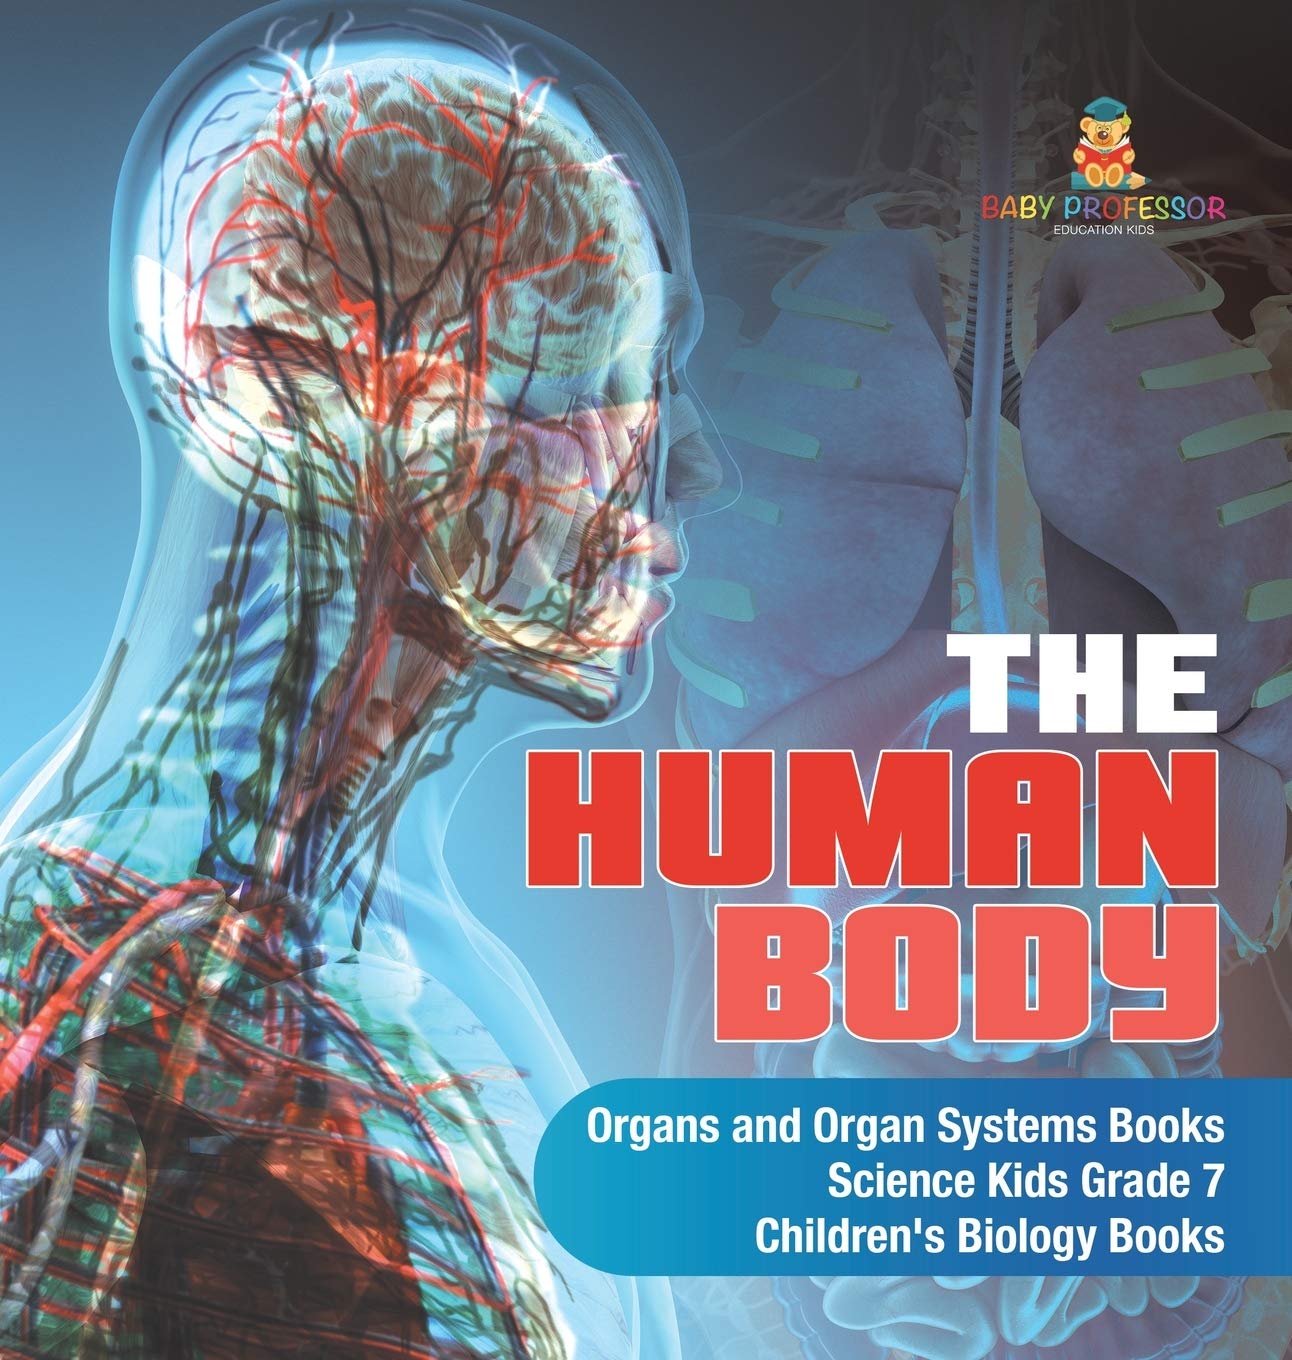 BABY PROFESSOR
EDUCATION KIDS
THE
HUMAN
BODY
Organs and Organ Systems Books
Science Kids Grade 7
Children's Biology Books